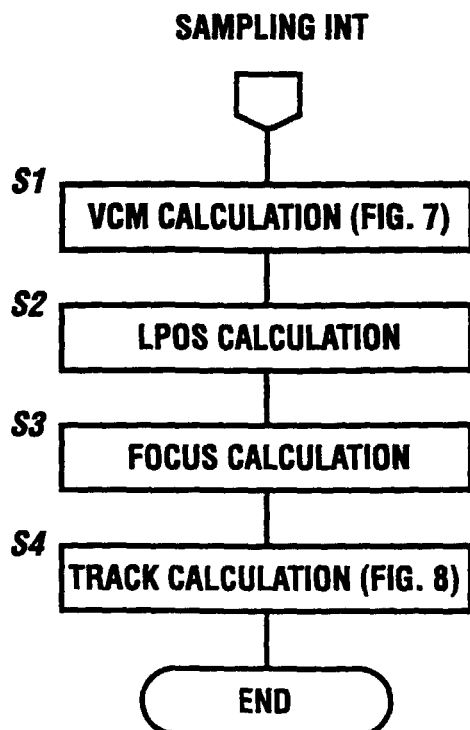 SAMPLING INT
S1
VCM CALCULATION (FIG. 7)
S2
LPOS CALCULATION
S3
FOCUS CALCULATION
S4
TRACK CALCULATION (FIG. 8)
END